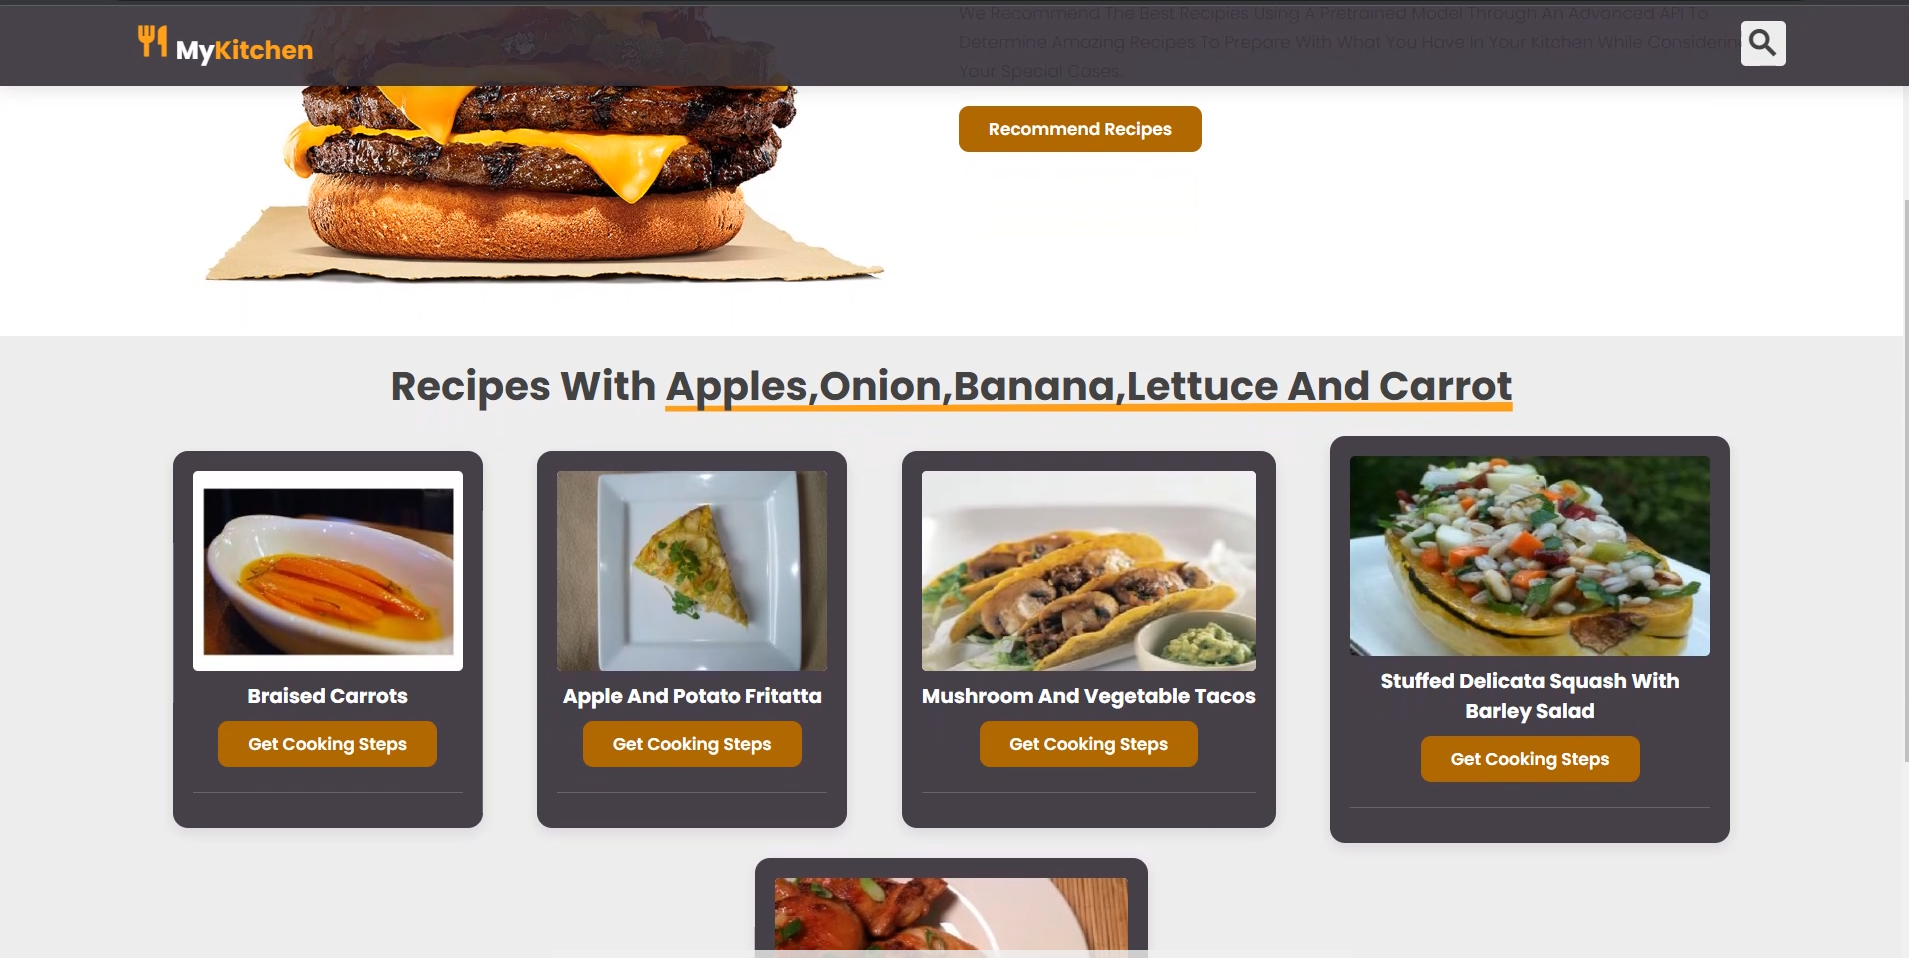 We Recommend The Best Recipies Using A Pretrained Model Through An Advanced API To
MyKitchen
Determine Amazing Recipes To Prepare With What You Have In Your Kitchen While
Your Special Cases.
Recommend Recipes
Recipes With Apples,Onion,Banana,Lettuce And Carrot
Braised Carrots
Get Cooking Steps
Apple And Potato Fritatta
Get Cooking Steps
Mushroom And Vegetable Tacos
Get Cooking Steps
Stuffed Delicata Squash With
Barley Salad
Get Cooking Steps